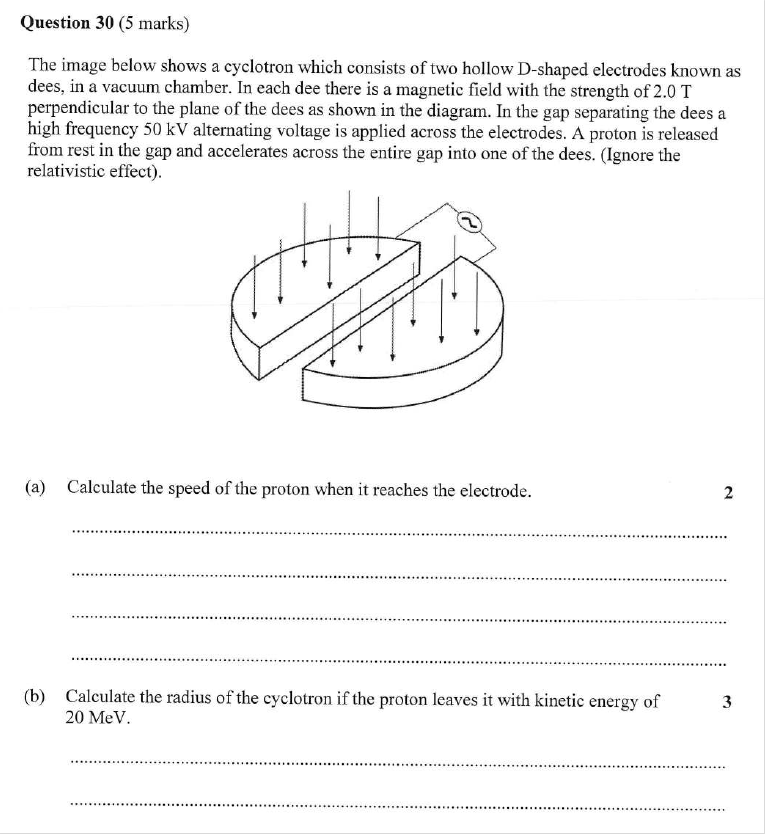 Question 30 (5 marks)
The image below shows a cyclotron which consists of two hollow D-shaped electrodes known as
dees, in a vacuum chamber. In each dee there is a magnetic field with the strength of 2.0 T
perpendicular to the plane of the dees as shown in the diagram. In the gap separating the dees a
high frequency 50 kV alternating voltage is applied across the electrodes. A proton is released
from rest in the gap and accelerates across the entire gap into one of the dees. (Ignore the
relativistic effect).
(a) Calculate the speed of the proton when it reaches the electrode. 2
(b) Calculate the radius of the cyclotron if the proton leaves it with kinetic energy of 3
20 MeV.